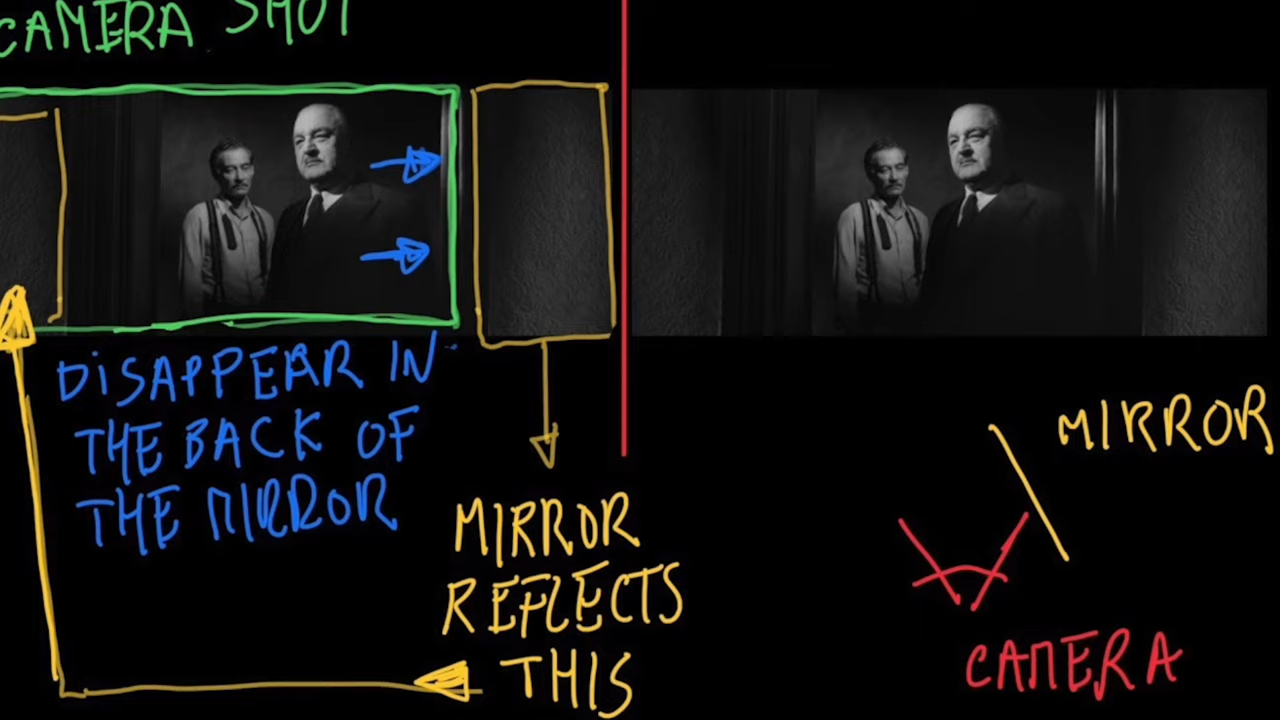 CAMERA SHOT
DISAPPEAR IN
THE BACK OF
THE MIRROR
MIRROR
REFLECTS
THIS
MIRROR
CAMERA